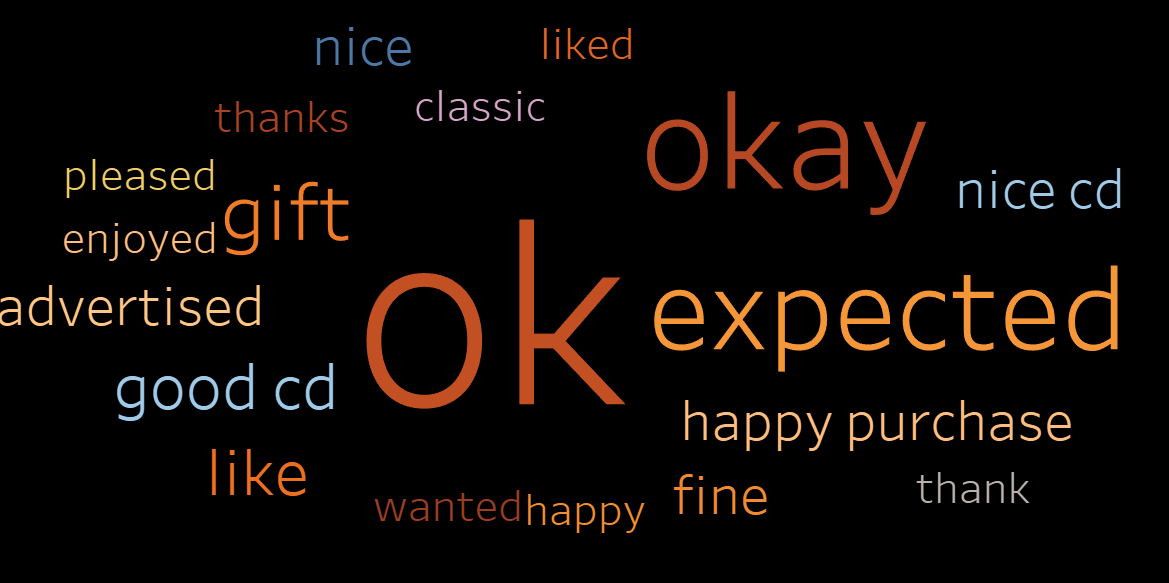 nice
liked
thanks
classic
okay
pleased
nice cd
gift
enjoyed
advertised
ok
expected
good cd
happy purchase
like
wanted
happy
fine
thank